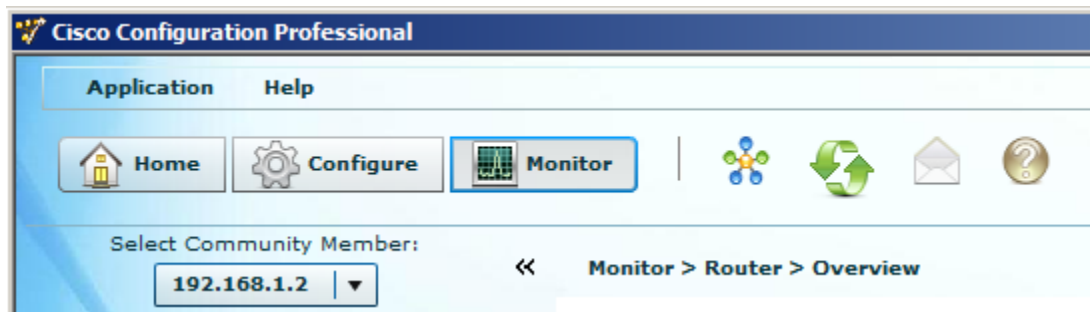 Cisco Configuration Professional
Application Help
Home Configure Monitor
Select Community Member:
192.168.1.2
« Monitor > Router > Overview